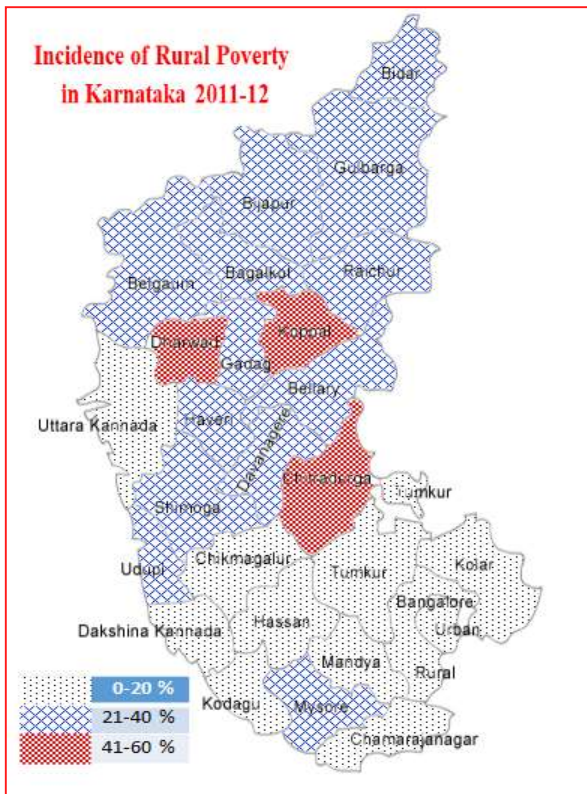 Incidence of Rural Poverty
in Karnataka 2011-12
Bidar
Gulbarga
Bijapur
Bagalkot
Raichur
Belgaum
Dharwad
Koppal
Gadag
Bellary
Uttara Kannada
Haveri
Davanagere
Chitradurga
Tumkur
Shimoga
Udupi
Chikmagalur
Tumkur
Kolar
Bangalore
Hassan
Urban
Dakshina Kannada
Mandya
Rural
Kodagu
Mysore
Chamarajanagar
0-20 %
21-40 %
41-60 %